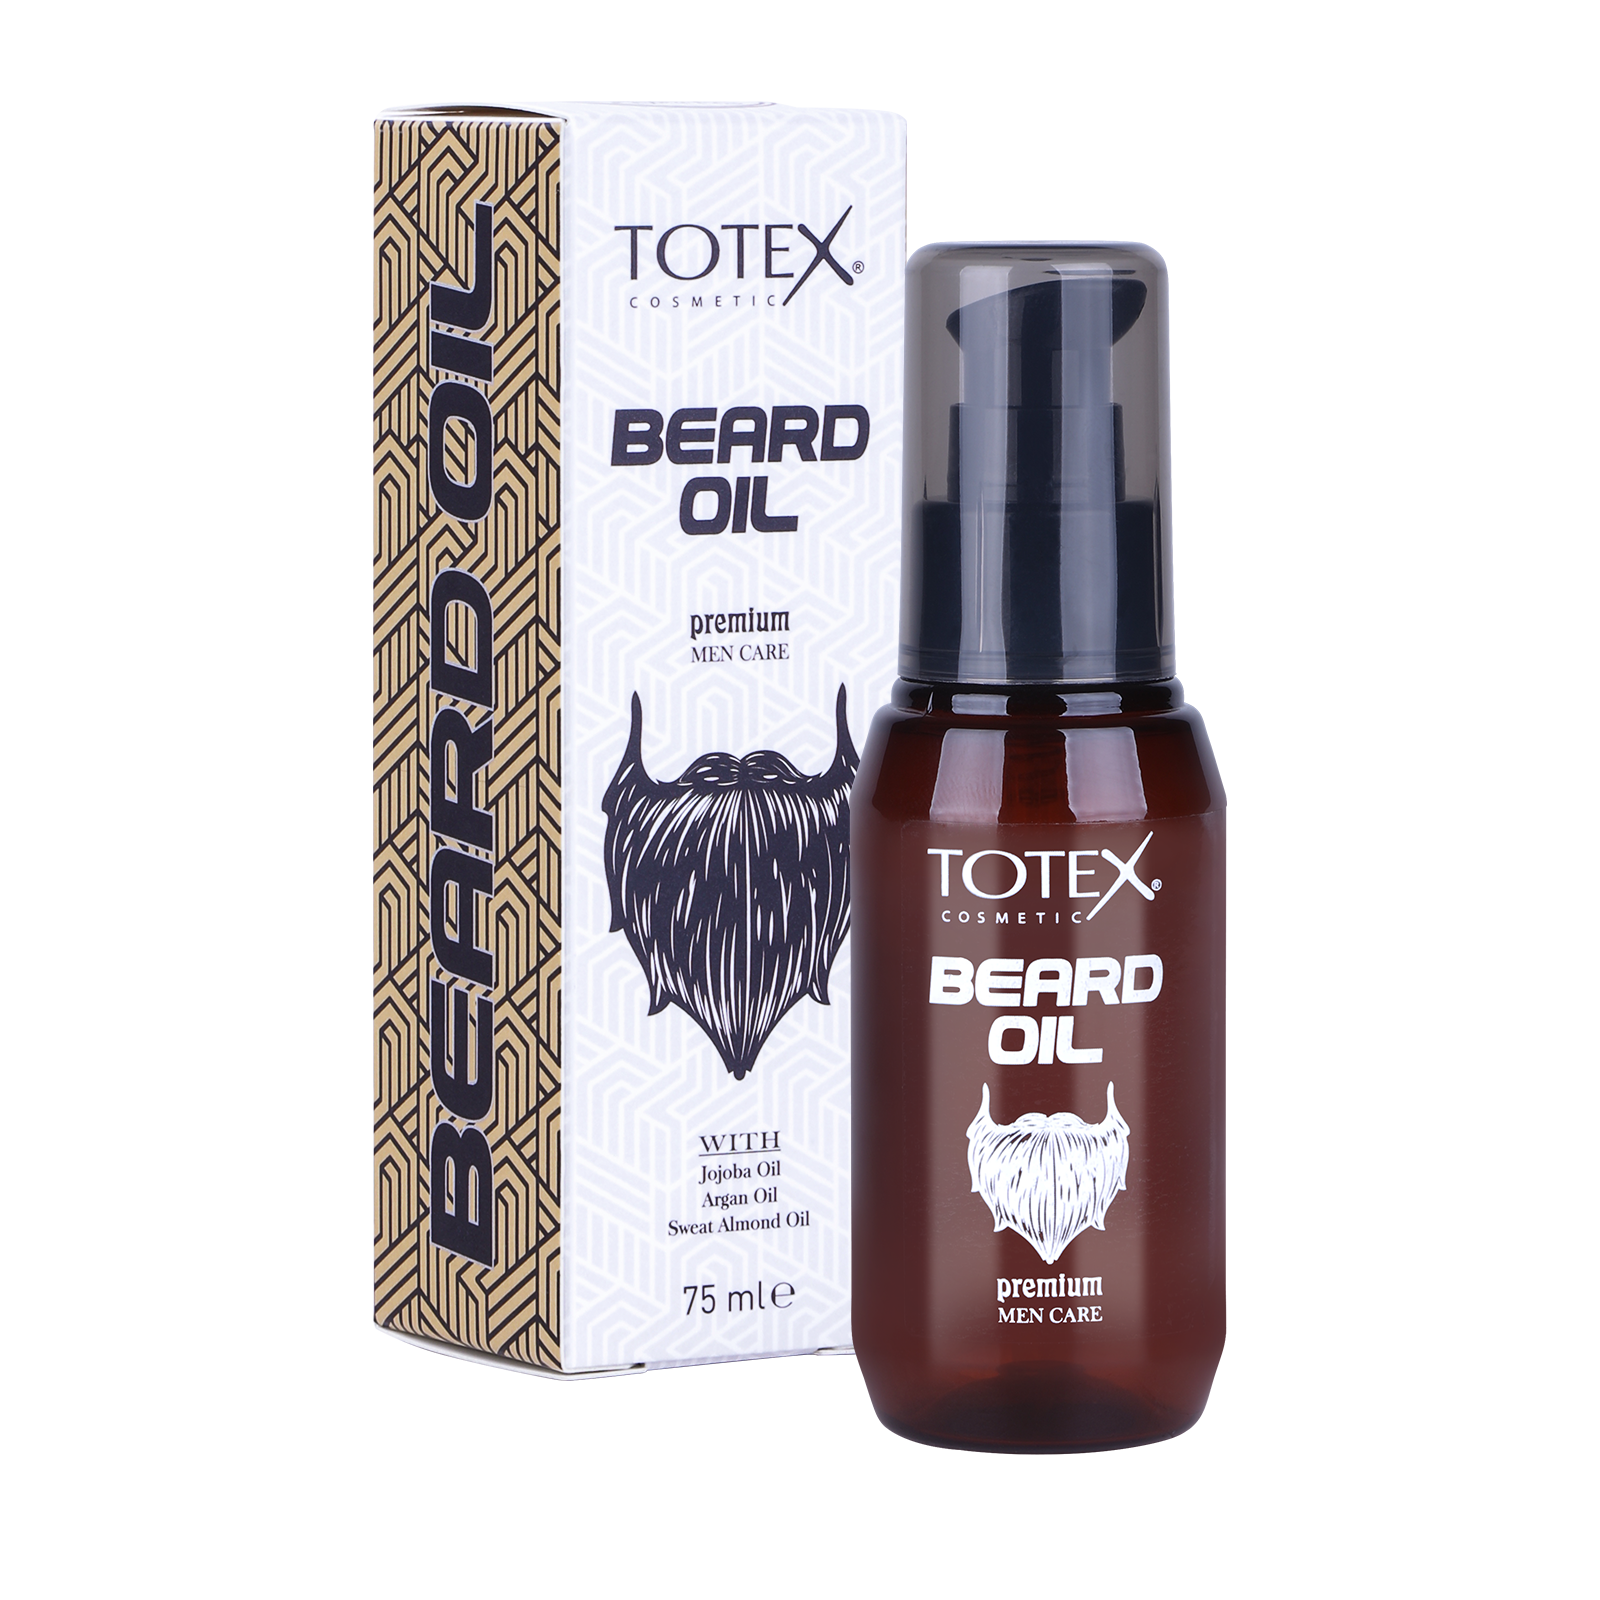 BEARD OIL
TOTEX®
COSMETIC
BEARD
OIL
premium
MEN CARE
WITH
Jojoba Oil
Argan Oil
Sweat Almond Oil
75 ml ℮
TOTEX®
COSMETIC
BEARD
OIL
premium
MEN CARE